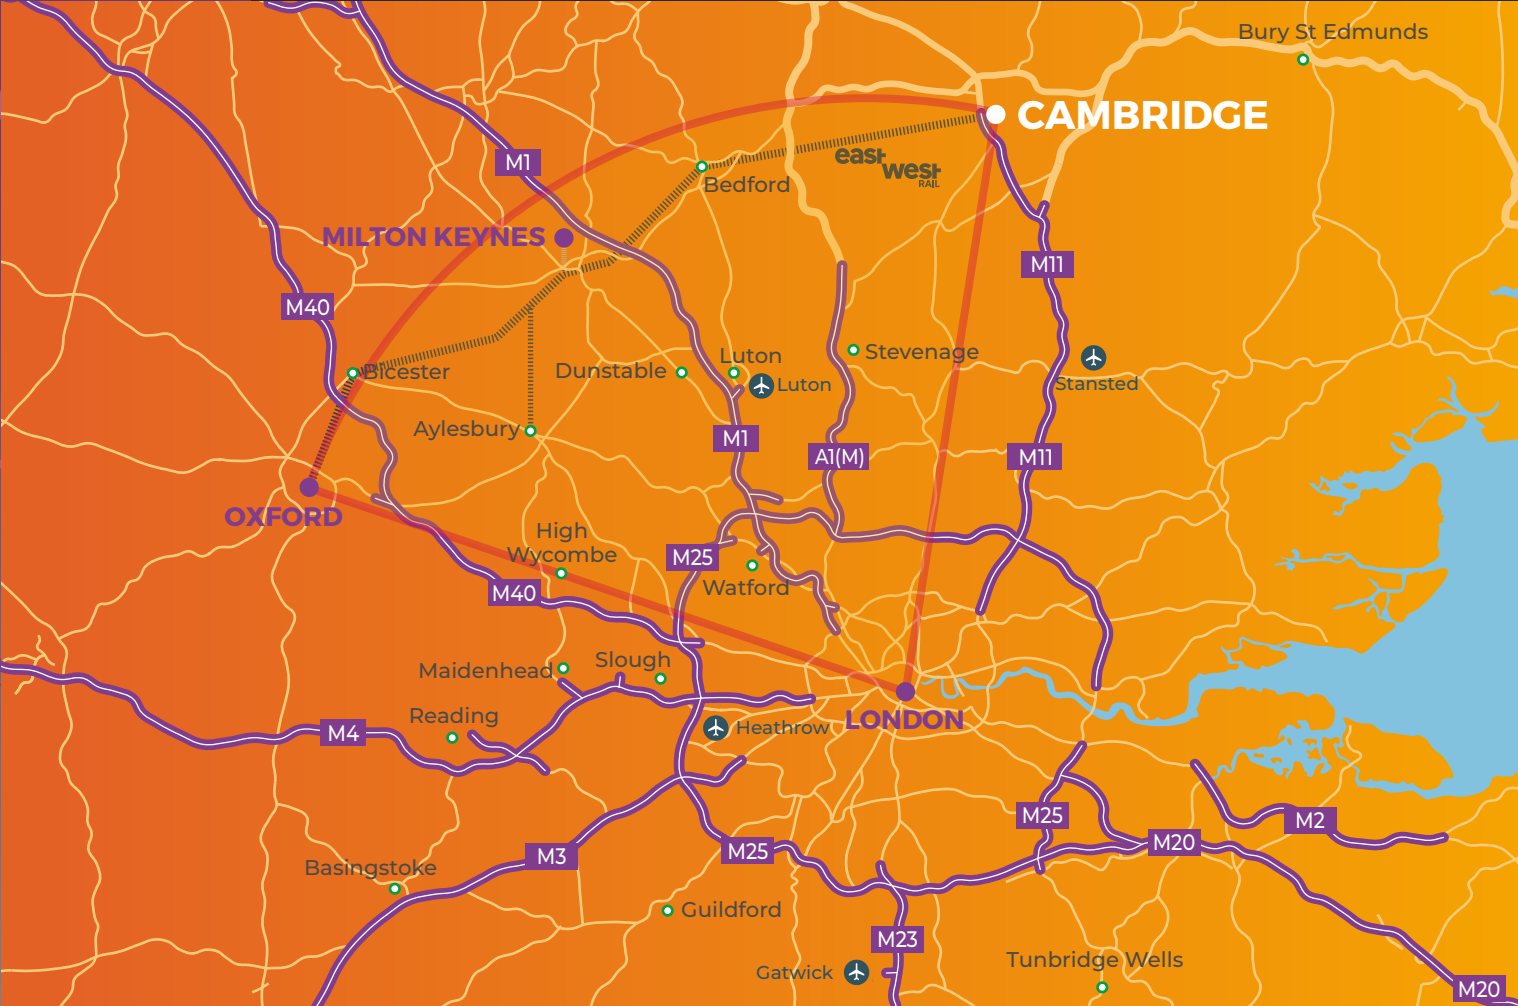 Bury St Edmunds
CAMBRIDGE
M1
east
west
RAIL
Bedford
MILTON KEYNES
M11
M40
Luton
Stevenage
Bicester
Dunstable
Luton
Stansted
Aylesbury
M1
A1(M)
M11
OXFORD
High
Wycombe
M25
Watford
M40
Slough
Maidenhead
Reading
LONDON
Heathrow
M4
M25
M2
M20
M3
M25
Basingstoke
Guildford
M23
Gatwick
Tunbridge Wells
M20